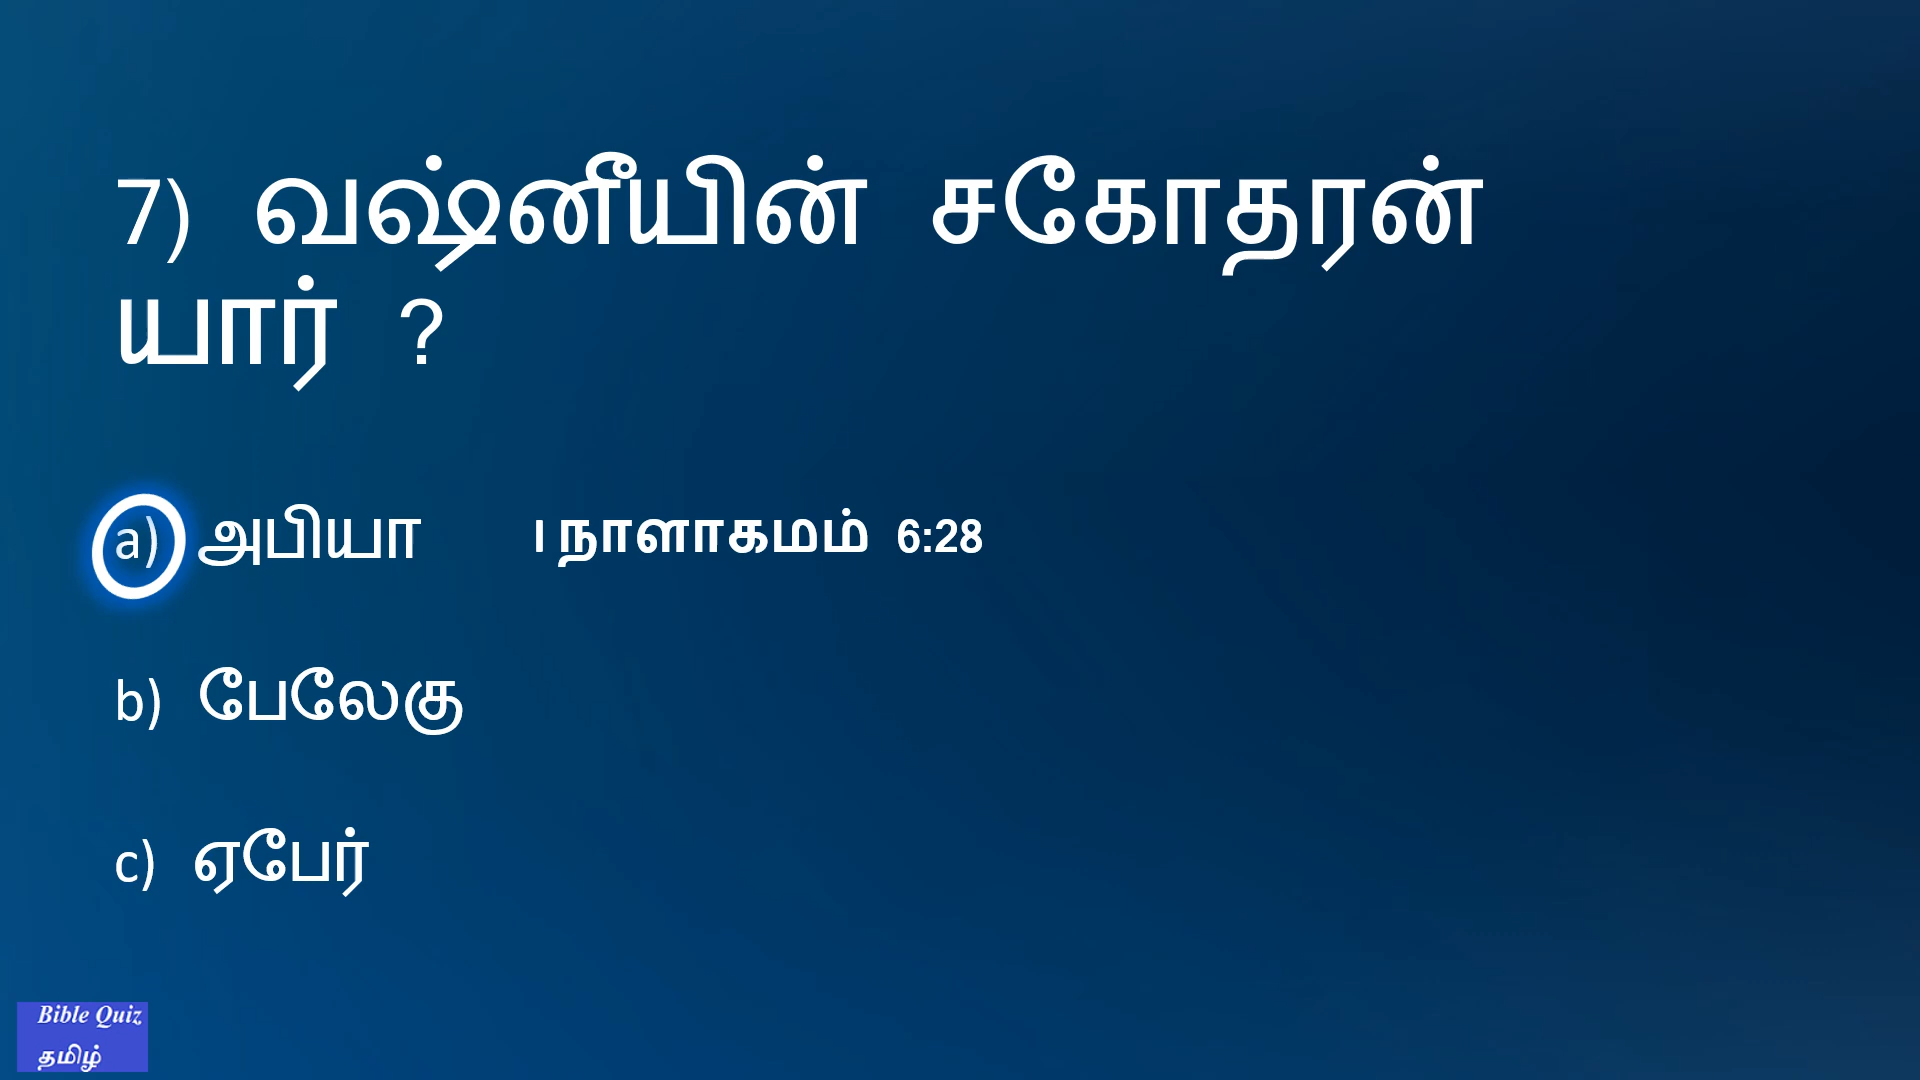 7) வஷ்னீயின் சகோதரன்
யார் ?
a) அபியா I நாளாகமம் 6:28
b) பேலேகு
c) ஏபேர்
Bible Quiz
தமிழ்